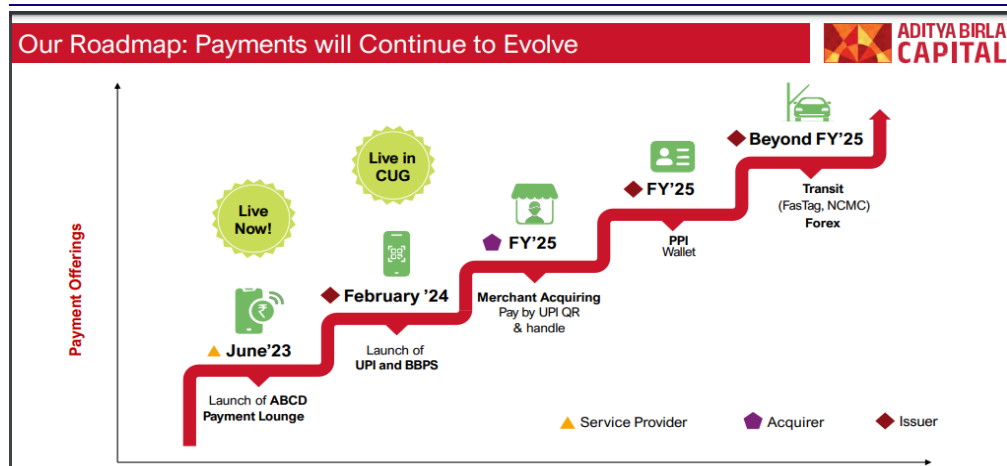 Our Roadmap: Payments will Continue to Evolve
ADITYA BIRLA
CAPITAL
Payment Offerings
Live
Now!
June'23
Launch of ABCD
Payment Lounge
Live in
CUG
February '24
Launch of
UPI and BBPS
FY'25
Merchant Acquiring
Pay by UPI QR
& handle
FY'25
PPI
Wallet
Beyond FY'25
Transit
(FasTag, NCMC)
Forex
Service Provider
Acquirer
Issuer